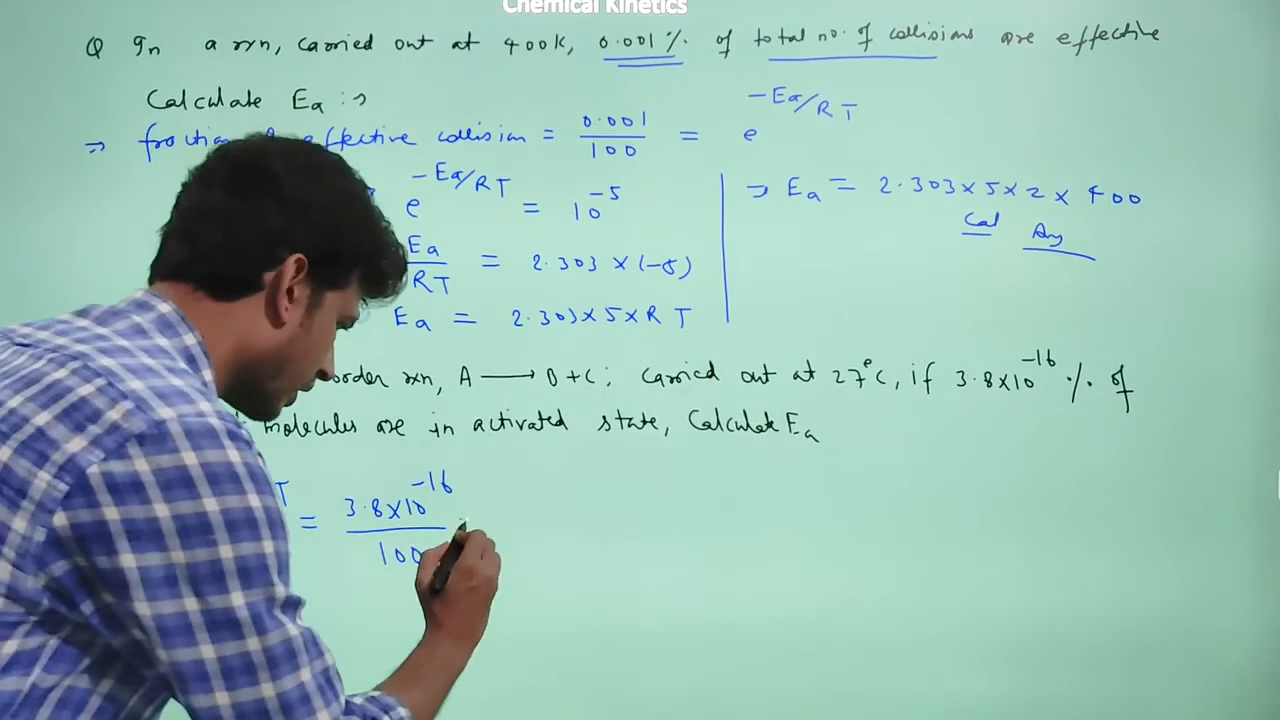 Chemical Kinetics
Q In a rxn, carried out at 400K, 0.001 % of total no. of collisions are effective
Calculate Ea :→
⇒ effective collision = 0.001/100 = e^-Ea/RT
e^-Ea/RT = 10^-5
Ea/RT = 2.303 × (-5)
Ea = 2.303×5×R T
⇒ Ea = 2.303×5×2×400
Cal Ans
order rxn, A → B+C; carried out at 27°C, if 3.8×10^-16 % of
molecules are in activated state, Calculate Ea
T = 3.8×10^-16/100